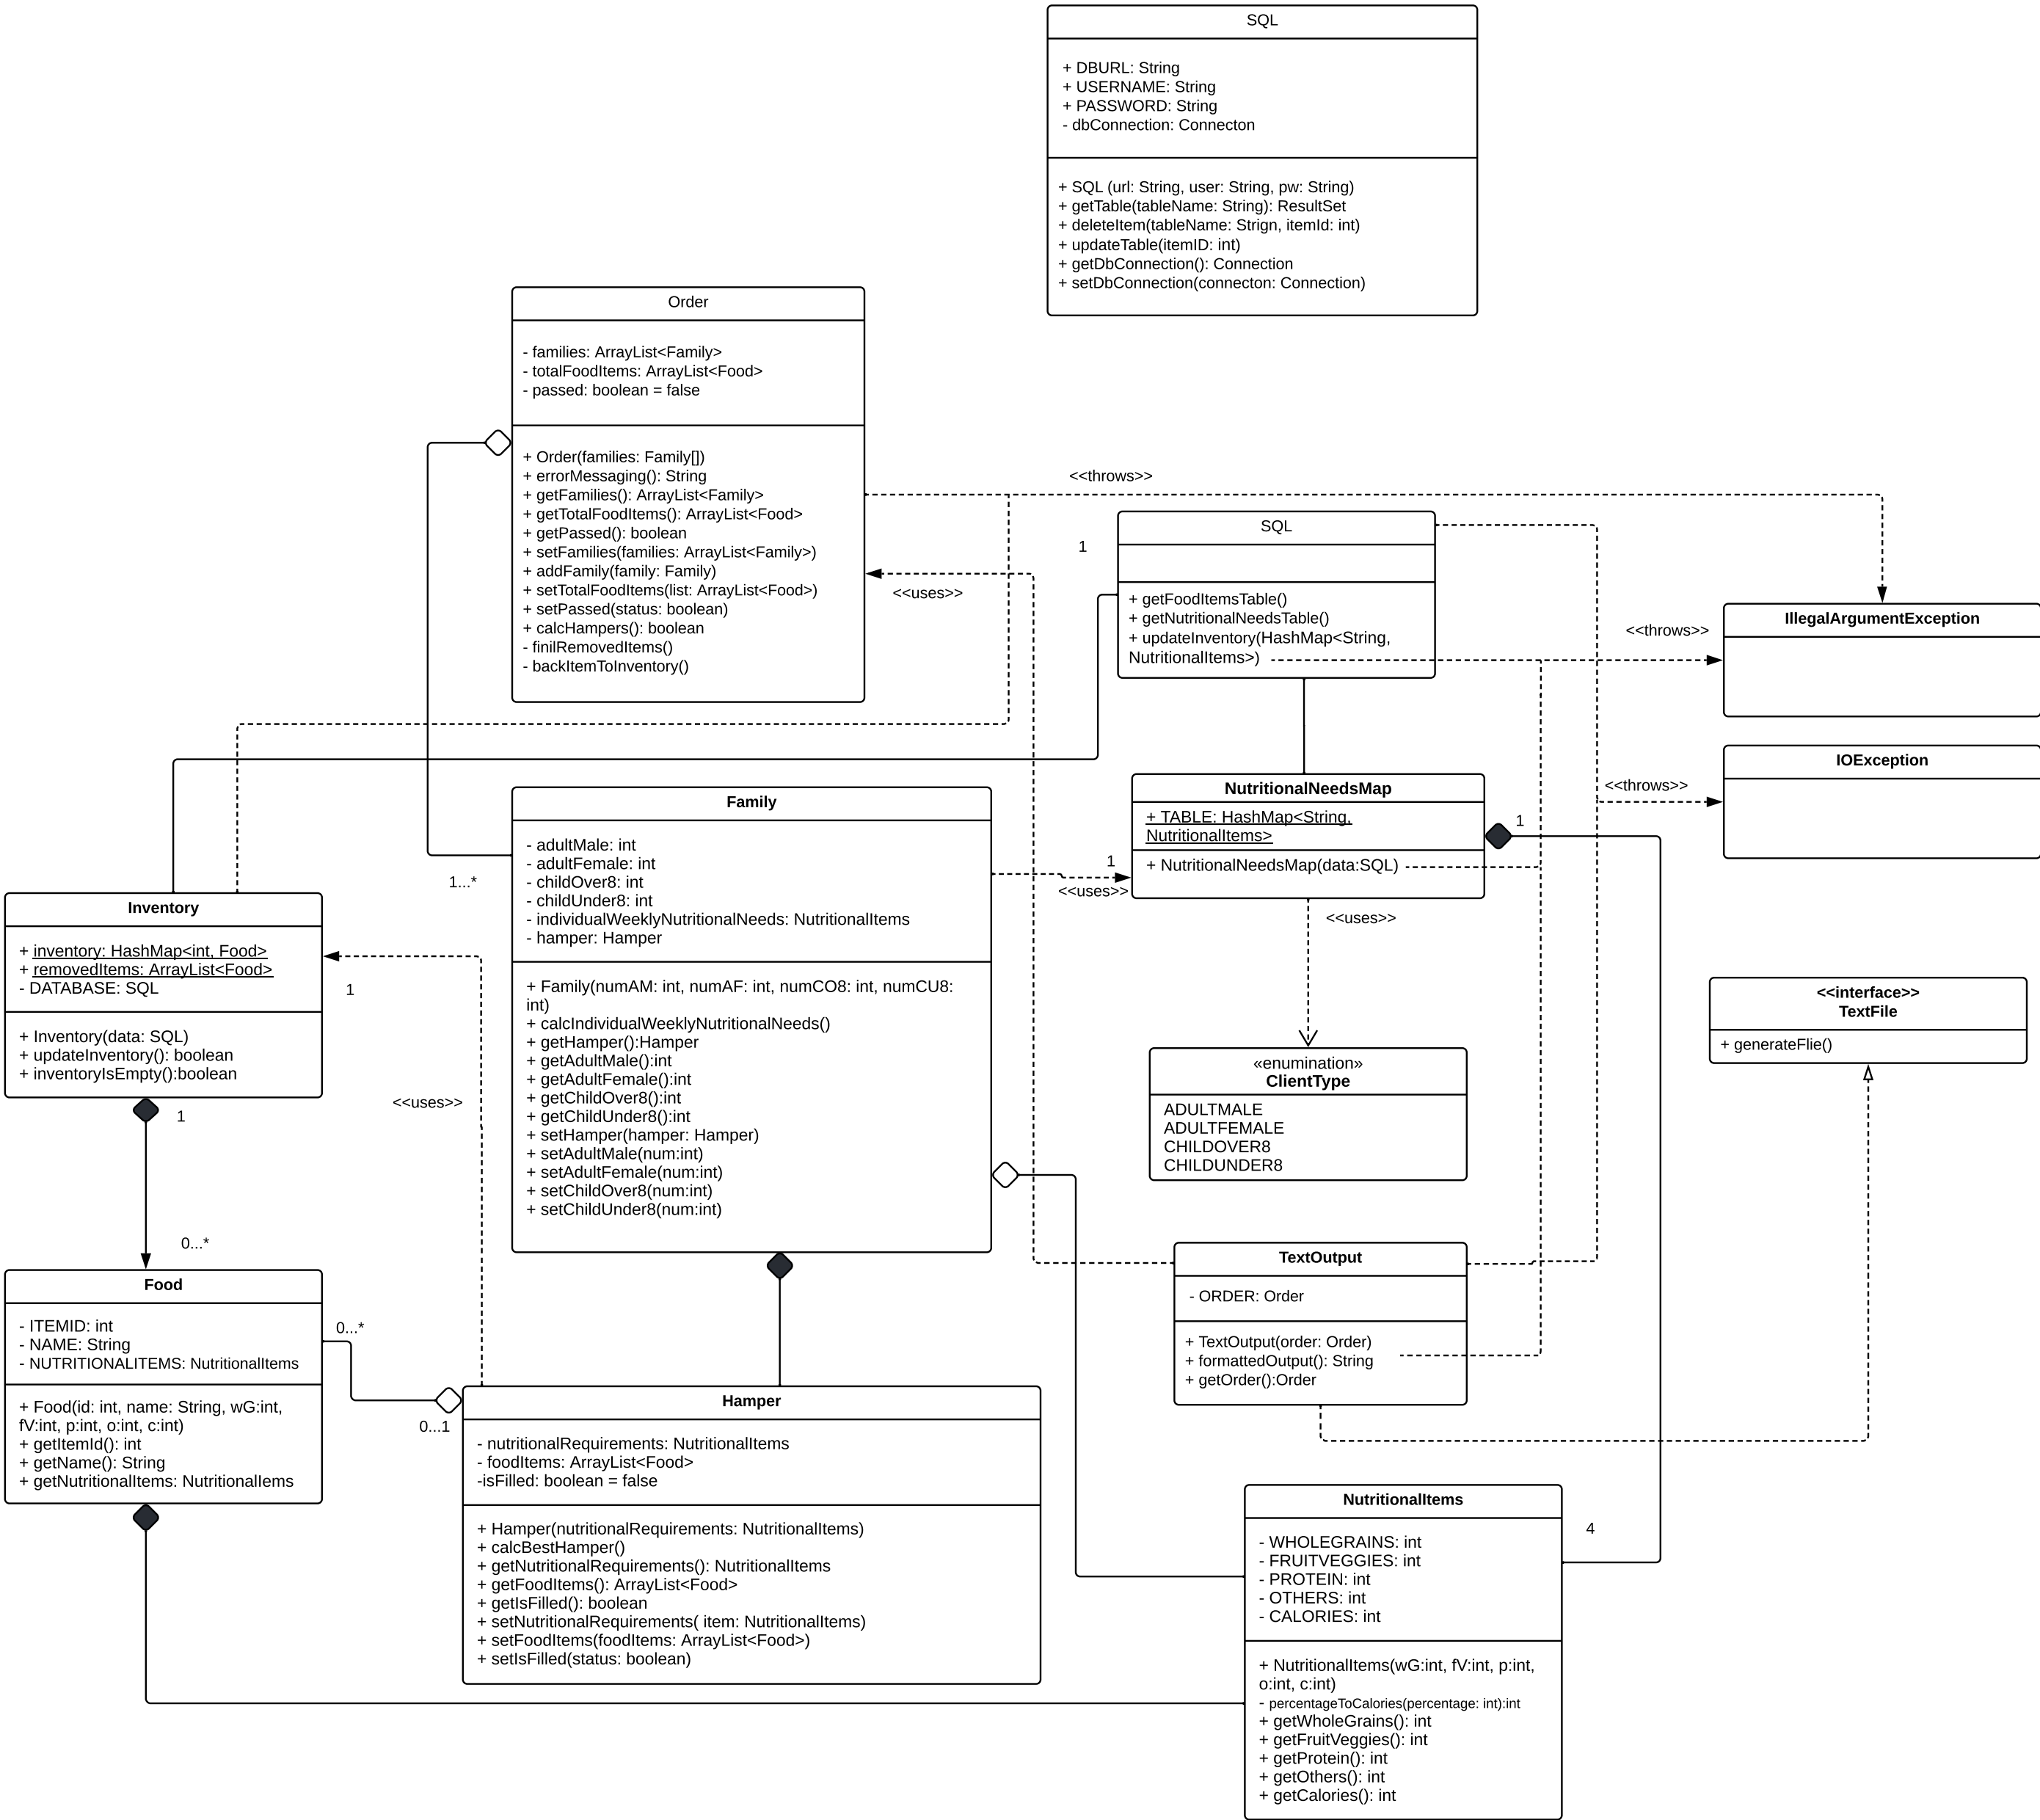 SQL
+ DBURL: String
+ USERNAME: String
+ PASSWORD: String
- dbConnection: Connecton
+ SQL (url: String, user: String, pw: String)
+ getTable(tableName: String): ResultSet
+ deleteItem(tableName: Strign, itemId: int)
+ updateTable(itemID: int)
+ getDbConnection(): Connection
+ setDbConnection(connecton: Connection)
Order
- families: ArrayList<Family>
- totalFoodItems: ArrayList<Food>
- passed: boolean = false
+ Order(families: Family[])
+ errorMessaging(): String
+ getFamilies(): ArrayList<Family>
+ getTotalFoodItems(): ArrayList<Food>
+ getPassed(): boolean
+ setFamilies(families: ArrayList<Family>)
+ addFamily(family: Family)
+ setTotalFoodItems(list: ArrayList<Food>)
+ setPassed(status: boolean)
+ calcHampers(): boolean
- finilRemovedItems()
- backItemToInventory()
<<throws>>
<<uses>>
1
SQL
+ getFoodItemsTable()
+ getNutritionalNeedsTable()
+ updateInventory(HashMap<String,
NutritionalItems>)
<<throws>>
IllegalArgumentException
<<throws>>
IOException
NutritionalNeedsMap
+ TABLE: HashMap<String,
NutritionalItems>
+ NutritionalNeedsMap(data:SQL)
1
1
<<uses>>
<<uses>>
Family
- adultMale: int
- adultFemale: int
- childOver8: int
- childUnder8: int
- individualWeeklyNutritionalNeeds: NutritionalItems
- hamper: Hamper
+ Family(numAM: int, numAF: int, numCO8: int, numCU8:
int)
+ calcIndividualWeeklyNutritionalNeeds()
+ getHamper():Hamper
+ getAdultMale():int
+ getAdultFemale():int
+ getChildOver8():int
+ getChildUnder8():int
+ setHamper(hamper: Hamper)
+ setAdultMale(num:int)
+ setAdultFemale(num:int)
+ setChildOver8(num:int)
+ setChildUnder8(num:int)
1...*
Inventory
+ inventory: HashMap<int, Food>
+ removedItems: ArrayList<Food>
- DATABASE: SQL
+ Inventory(data: SQL)
+ updateInventory(): boolean
+ inventoryIsEmpty():boolean
1
<<uses>>
1
0...*
«enumination»
ClientType
ADULTMALE
ADULTFEMALE
CHILDOVER8
CHILDUNDER8
<<interface>>
TextFile
+ generateFlie()
Food
- ITEMID: int
- NAME: String
- NUTRITIONALITEMS: NutritionalItems
+ Food(id: int, name: String, wG:int,
fV:int, p:int, o:int, c:int)
+ getItemId(): int
+ getName(): String
+ getNutritionalItems: NutritionalIems
0...*
0...1
TextOutput
- ORDER: Order
+ TextOutput(order: Order)
+ formattedOutput(): String
+ getOrder():Order
Hamper
- nutritionalRequirements: NutritionalItems
- foodItems: ArrayList<Food>
-isFilled: boolean = false
+ Hamper(nutritionalRequirements: NutritionalItems)
+ calcBestHamper()
+ getNutritionalRequirements(): NutritionalItems
+ getFoodItems(): ArrayList<Food>
+ getIsFilled(): boolean
+ setNutritionalRequirements( item: NutritionalItems)
+ setFoodItems(foodItems: ArrayList<Food>)
+ setIsFilled(status: boolean)
NutritionalItems
- WHOLEGRAINS: int
- FRUITVEGGIES: int
- PROTEIN: int
- OTHERS: int
- CALORIES: int
+ NutritionalItems(wG:int, fV:int, p:int,
o:int, c:int)
- percentageToCalories(percentage: int):int
+ getWholeGrains(): int
+ getFruitVeggies(): int
+ getProtein(): int
+ getOthers(): int
+ getCalories(): int
4